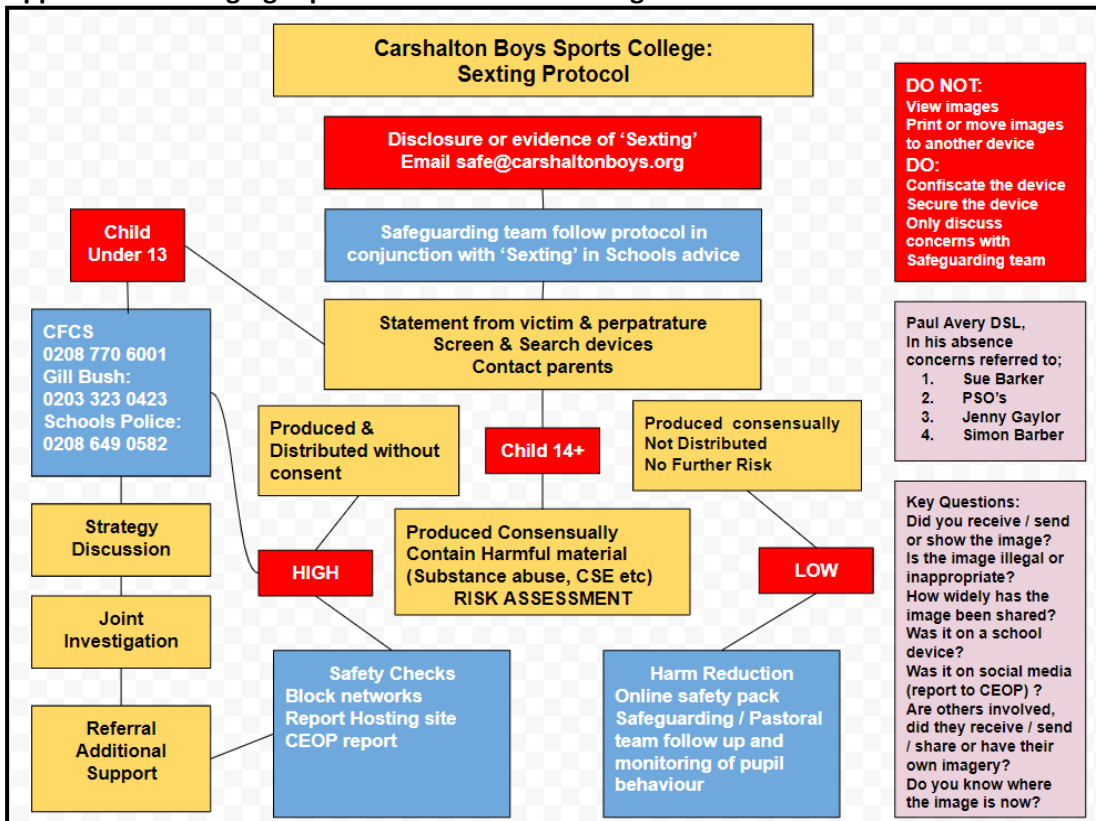 Carshalton Boys Sports College:
Sexting Protocol
Disclosure or evidence of ‘Sexting’
Email safe@carshaltonboys.org
Safeguarding team follow protocol in
conjunction with ‘Sexting’ in Schools advice
Child
Under 13
Statement from victim & perpatrature
Screen & Search devices
Contact parents
CFCS
0208 770 6001
Gill Bush:
0203 323 0423
Schools Police:
0208 649 0582
Produced &
Distributed without
consent
Child 14+
Produced consensually
Not Distributed
No Further Risk
Strategy
Discussion
HIGH
Produced Consensually
Contain Harmful material
(Substance abuse, CSE etc)
RISK ASSESSMENT
LOW
Joint
Investigation
Referral
Additional
Support
Safety Checks
Block networks
Report Hosting site
CEOP report
Harm Reduction
Online safety pack
Safeguarding / Pastoral
team follow up and
monitoring of pupil
behaviour
DO NOT:
View images
Print or move images
to another device
DO:
Confiscate the device
Secure the device
Only discuss
concerns with
Safeguarding team
Paul Avery DSL,
In his absence
concerns referred to;
1. Sue Barker
2. PSO’s
3. Jenny Gaylor
4. Simon Barber
Key Questions:
Did you receive / send
or show the image?
Is the image illegal or
inappropriate?
How widely has the
image been shared?
Was it on a school
device?
Was it on social media
(report to CEOP) ?
Are others involved,
did they receive / send
/ share or have their
own imagery?
Do you know where
the image is now?